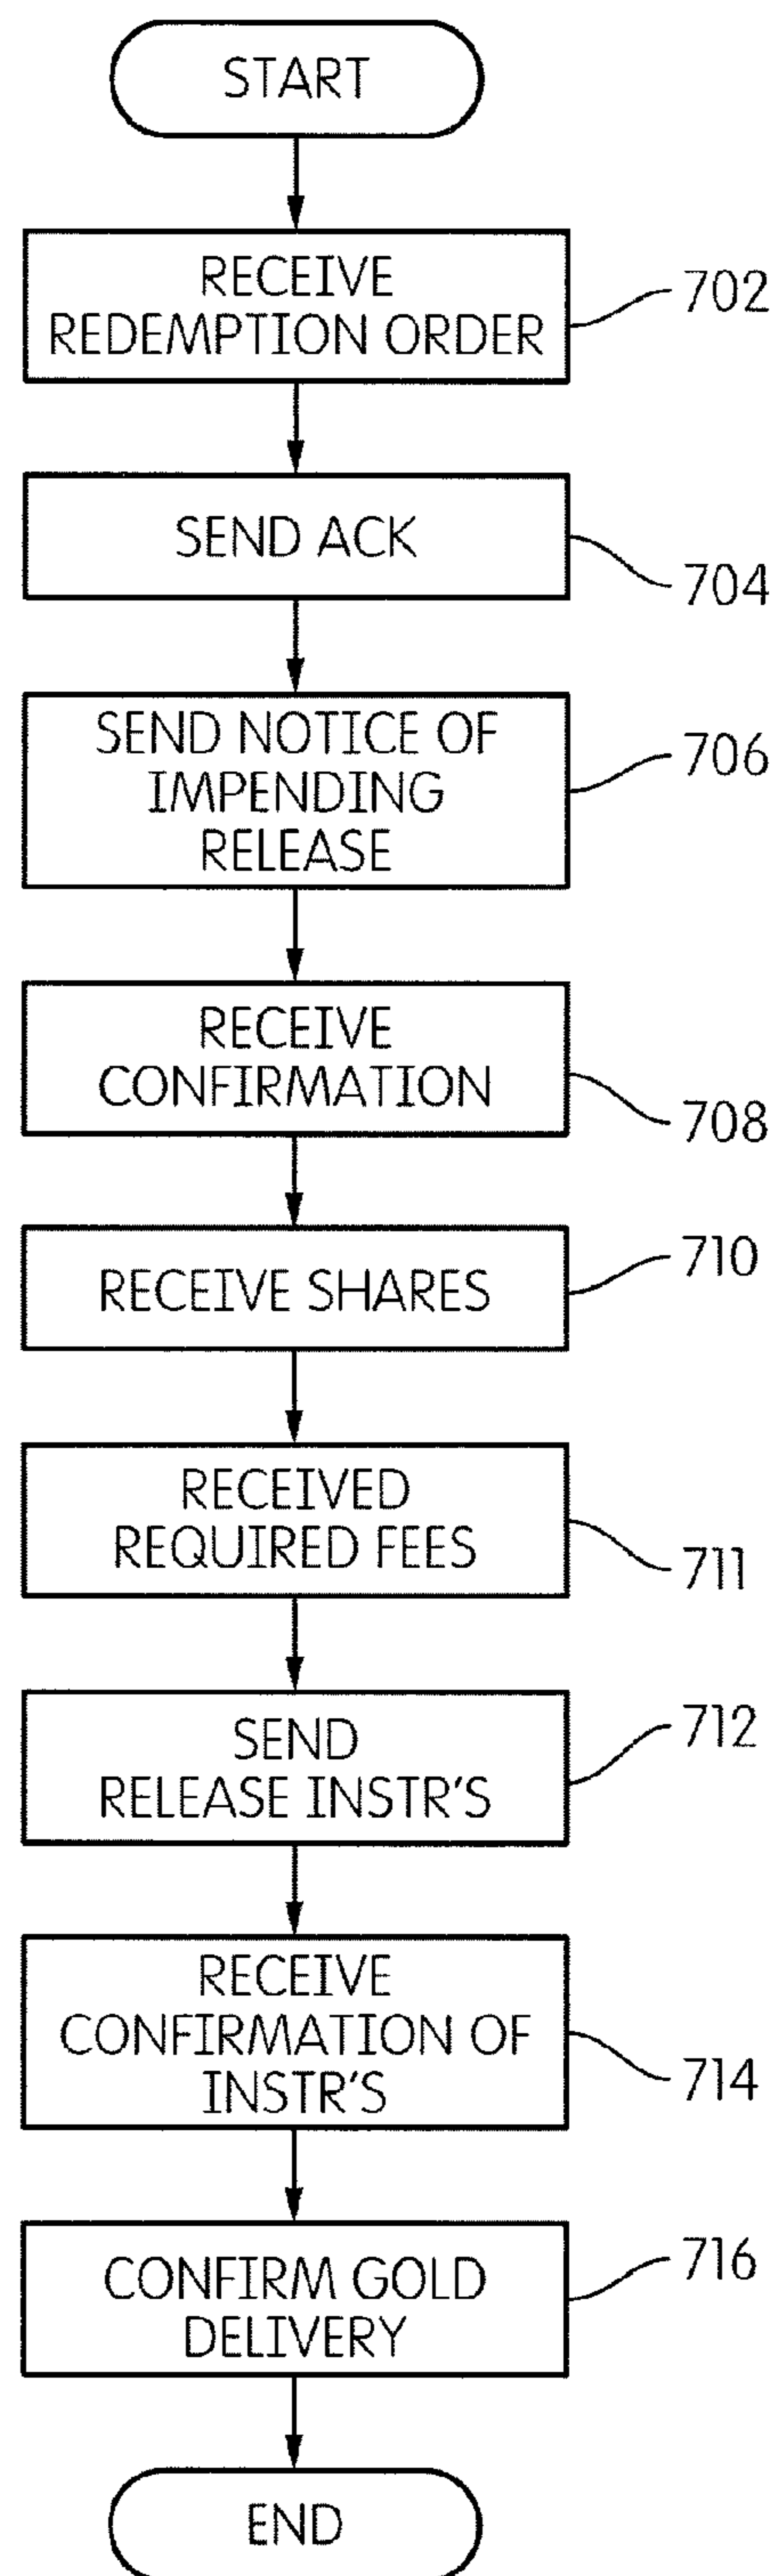 START
RECEIVE
REDEMPTION ORDER
702
SEND ACK
704
SEND NOTICE OF
IMPENDING
RELEASE
706
RECEIVE
CONFIRMATION
708
RECEIVE SHARES
710
RECEIVED
REQUIRED FEES
711
SEND
RELEASE INSTR'S
712
RECEIVE
CONFIRMATION OF
INSTR'S
714
CONFIRM GOLD
DELIVERY
716
END